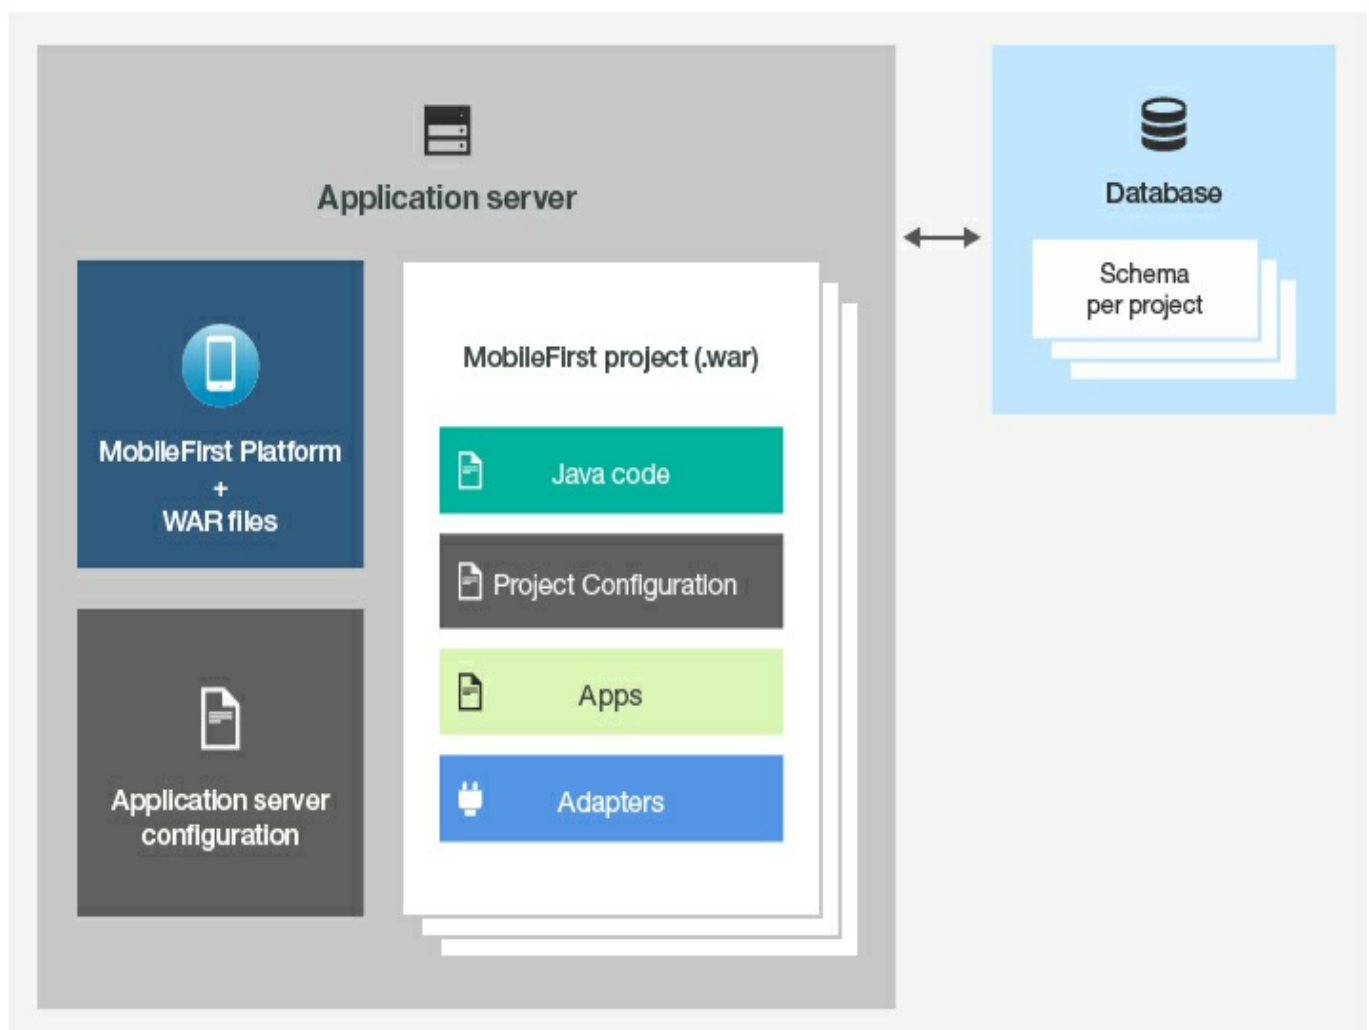 Application server
MobileFirst Platform
+
WAR files
Application server
configuration
MobileFirst project (.war)
Java code
Project Configuration
Apps
Adapters
Database
Schema
per project